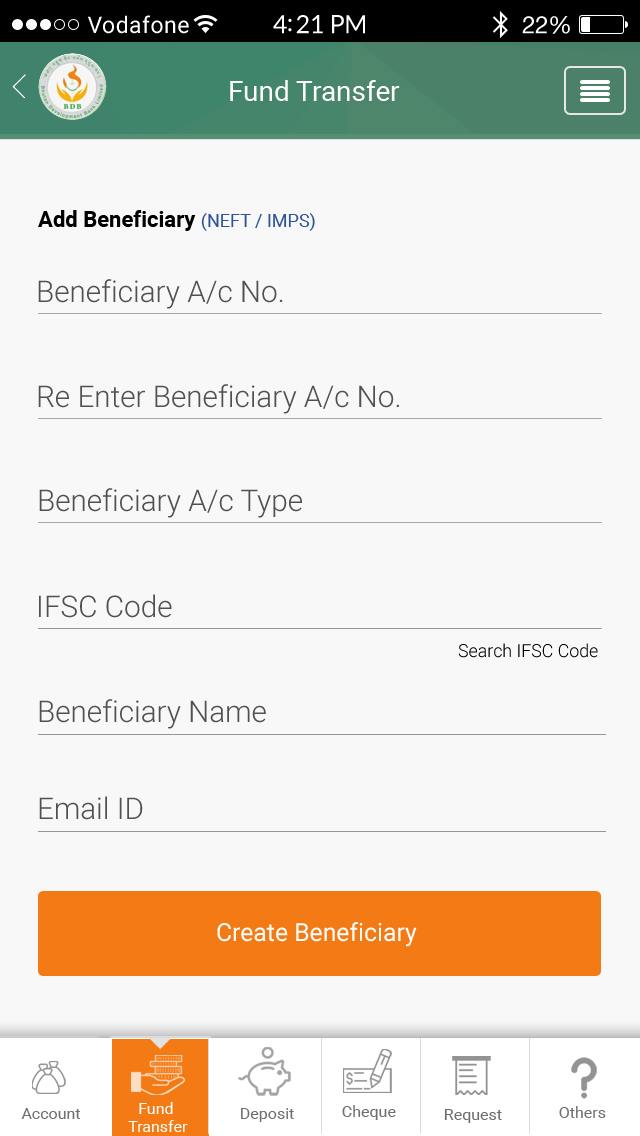 Vodafone 4:21 PM 22%
BDB
Fund Transfer
Add Beneficiary (NEFT / IMPS)
Beneficiary A/c No.
Re Enter Beneficiary A/c No.
Beneficiary A/c Type
IFSC Code
Search IFSC Code
Beneficiary Name
Email ID
Create Beneficiary
Account
Fund
Transfer
Deposit
Cheque
Request
Others